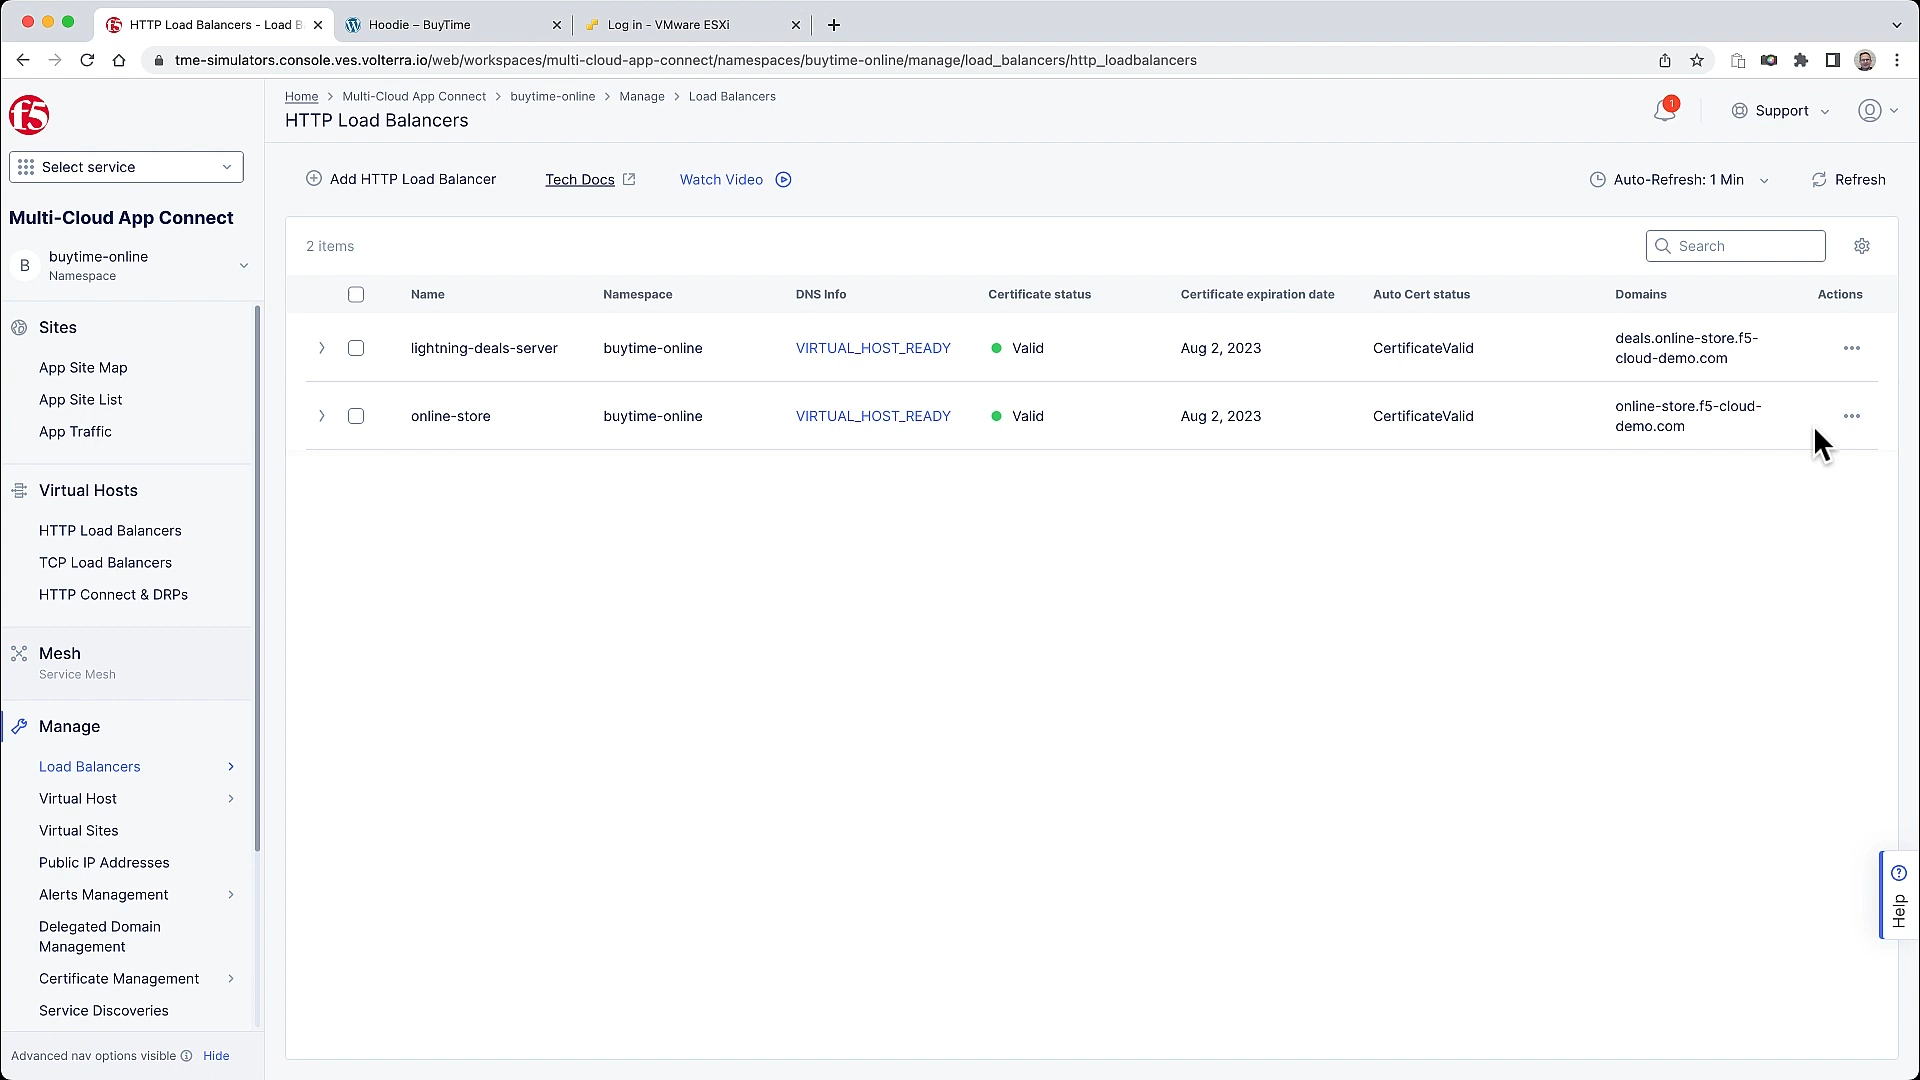 HTTP Load Balancers - Load B
Hoodie – BuyTime
Log in - VMware ESXi
tme-simulators.console.ves.volterra.io/web/workspaces/multi-cloud-app-connect/namespaces/buytime-online/manage/load_balancers/http_loadbalancers
f5
Select service
Multi-Cloud App Connect
B
buytime-online
Namespace
Sites
App Site Map
App Site List
App Traffic
Virtual Hosts
HTTP Load Balancers
TCP Load Balancers
HTTP Connect & DRPs
Mesh
Service Mesh
Manage
Load Balancers
Virtual Host
Virtual Sites
Public IP Addresses
Alerts Management
Delegated Domain
Management
Certificate Management
Service Discoveries
Advanced nav options visible Hide
Home > Multi-Cloud App Connect > buytime-online > Manage > Load Balancers
HTTP Load Balancers
1
Support
Add HTTP Load Balancer Tech Docs Watch Video Auto-Refresh: 1 Min Refresh
2 items Search
Name Namespace DNS Info Certificate status Certificate expiration date Auto Cert status Domains Actions
lightning-deals-server buytime-online VIRTUAL_HOST_READY Valid Aug 2, 2023 CertificateValid deals.online-store.f5-
cloud-demo.com
online-store buytime-online VIRTUAL_HOST_READY Valid Aug 2, 2023 CertificateValid online-store.f5-cloud-
demo.com
Help